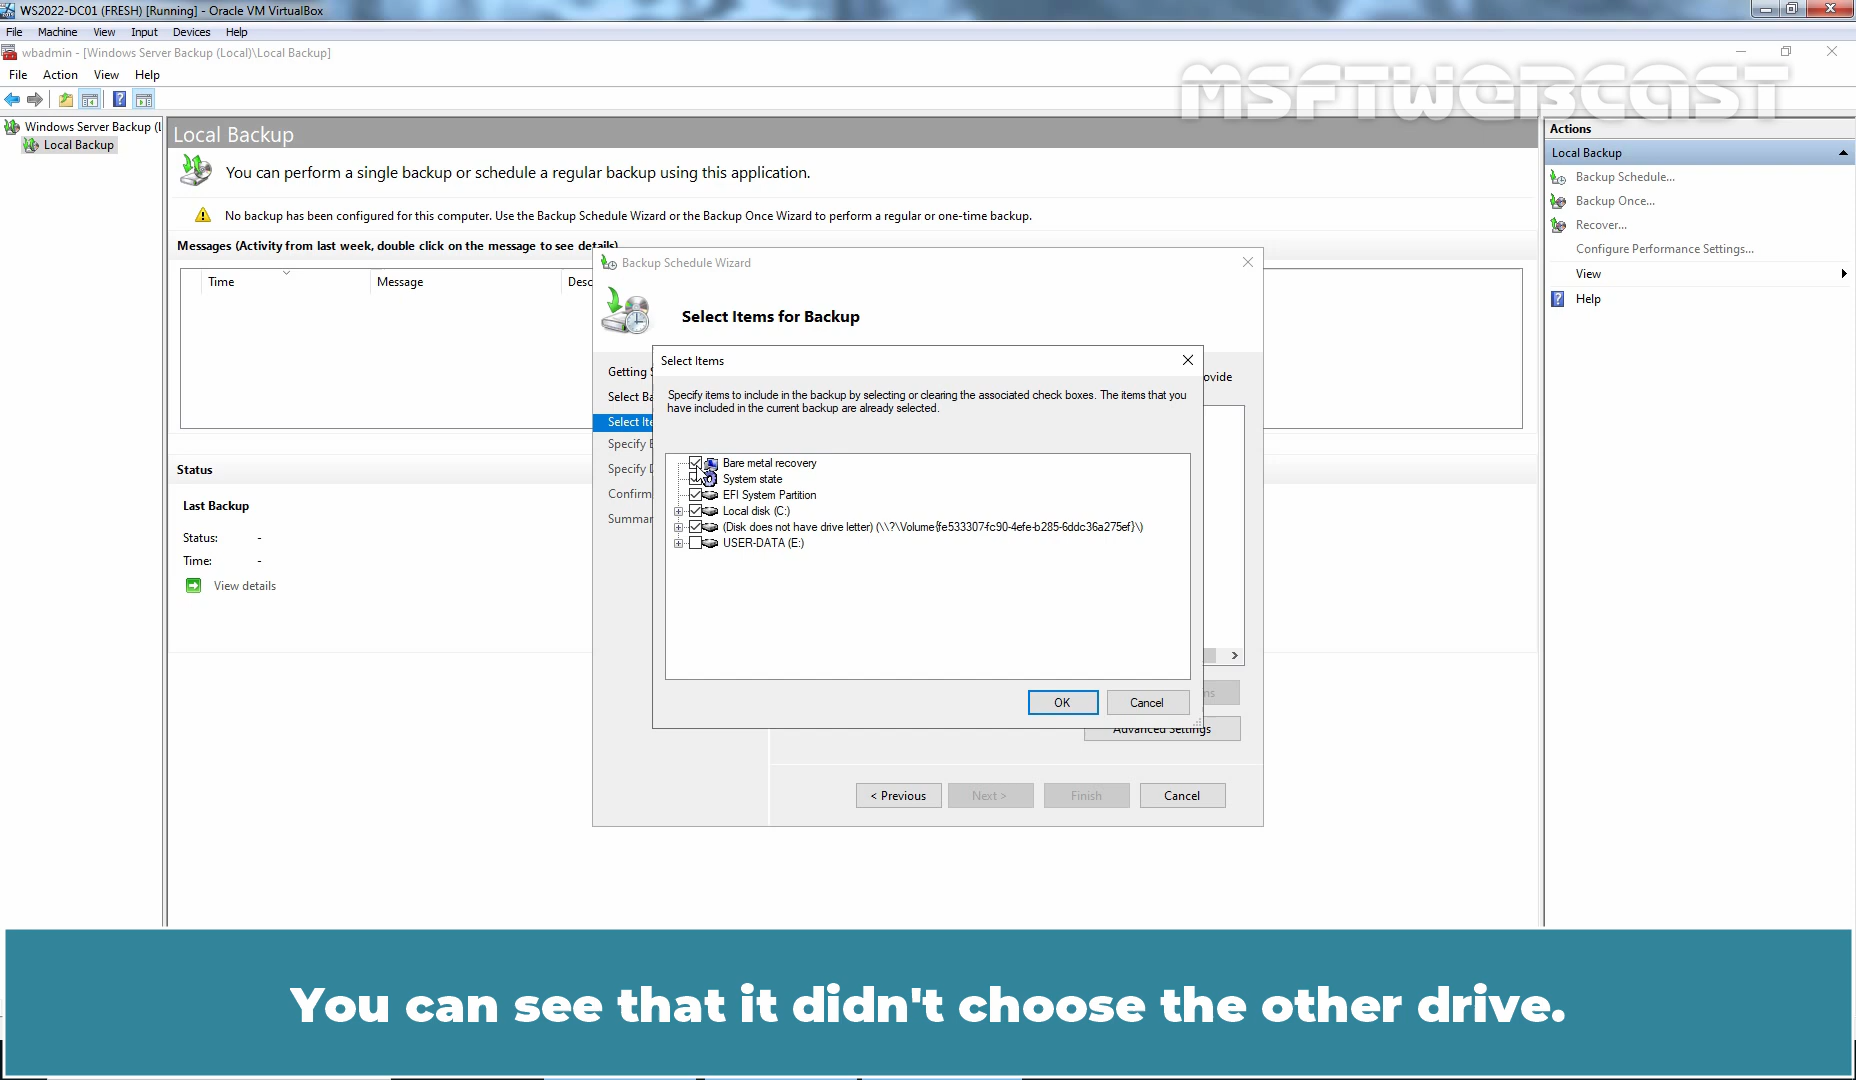 WS2022-DC01 (FRESH) [Running] - Oracle VM VirtualBox
File Machine View Input Devices Help
wbadmin - [Windows Server Backup (Local)\Local Backup]
File Action View Help
MSFTWEBCAST
Windows Server Backup (L
Local Backup
Local Backup
You can perform a single backup or schedule a regular backup using this application.
No backup has been configured for this computer. Use the Backup Schedule Wizard or the Backup Once Wizard to perform a regular or one-time backup.
Messages (Activity from last week, double click on the message to see details)
Time Message Desc
Status
Last Backup
Status: -
Time: -
View details
Backup Schedule Wizard
Select Items for Backup
Getting S
Select Ba
Select Ite
Specify B
Specify D
Confirm
Summar
ovide
Select Items
Specify items to include in the backup by selecting or clearing the associated check boxes. The items that you
have included in the current backup are already selected.
Bare metal recovery
System state
EFI System Partition
Local disk (C:)
(Disk does not have drive letter) (\\?\Volume{fe533307-fc90-4efe-b285-6ddc36a275ef}\)
USER-DATA (E:)
OK Cancel
ns
Advanced Settings
< Previous Next > Finish Cancel
Actions
Local Backup
Backup Schedule...
Backup Once...
Recover...
Configure Performance Settings...
View
Help
You can see that it didn't choose the other drive.